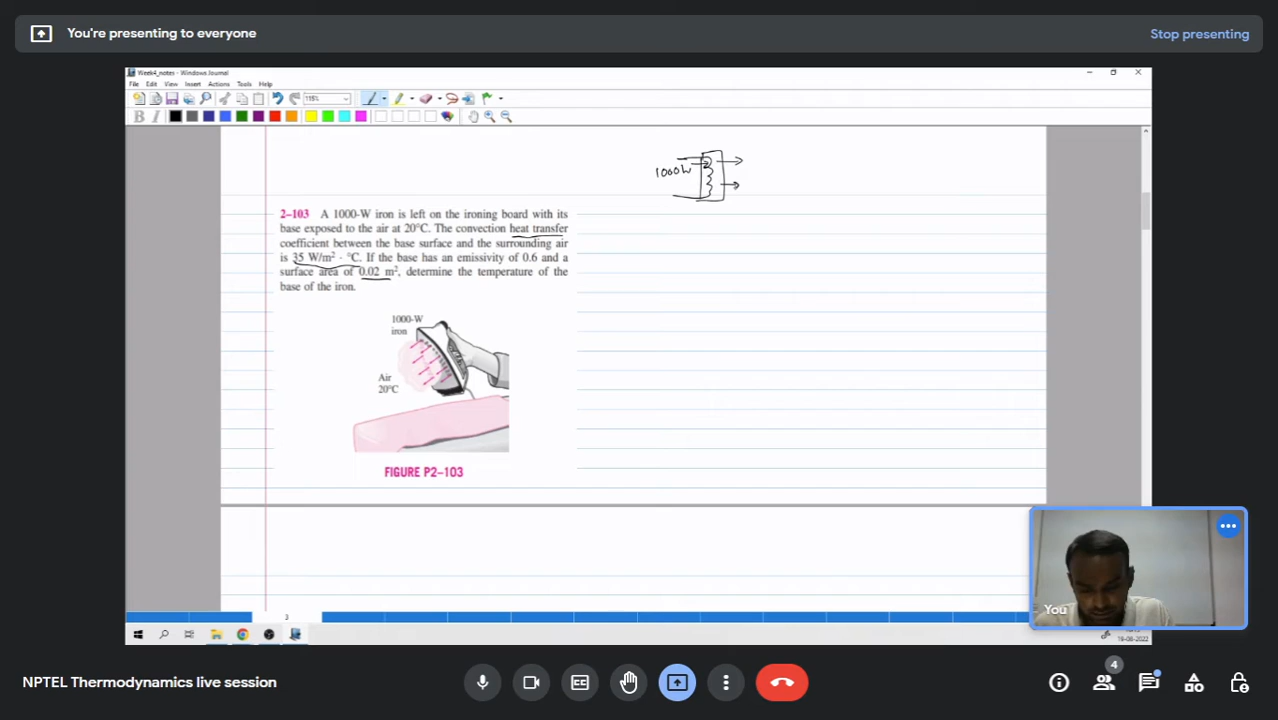 You're presenting to everyone
Stop presenting
Week4_notes - Windows Journal
File Edit View Insert Actions Tools Help
115%
B I
1000W
2–103 A 1000-W iron is left on the ironing board with its
base exposed to the air at 20°C. The convection heat transfer
coefficient between the base surface and the surrounding air
is 35 W/m² · °C. If the base has an emissivity of 0.6 and a
surface area of 0.02 m², determine the temperature of the
base of the iron.
1000-W
iron
Air
20°C
FIGURE P2–103
3
You
NPTEL Thermodynamics live session
CC
4